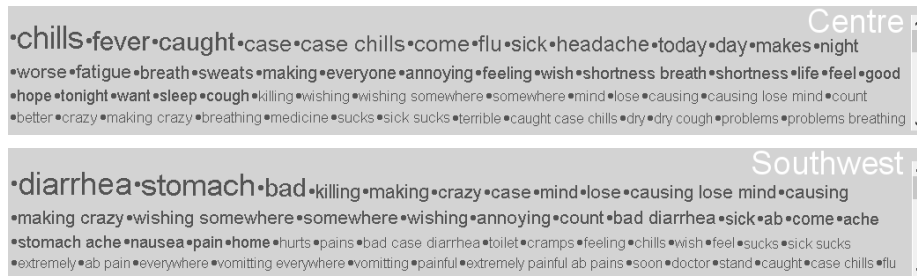 Centre
•chills•fever•caught•case•case chills•come•flu•sick•headache•today•day•makes•night
•worse•fatigue•breath•sweats•making•everyone•annoying•feeling•wish•shortness breath•shortness•life•feel•good
•hope•tonight•want•sleep•cough•killing•wishing•wishing somewhere•somewhere•mind•lose•causing•causing lose mind•count
•better•crazy•making crazy•breathing•medicine•sucks•sick sucks•terrible•caught case chills•dry•dry cough•problems•problems breathing
Southwest
•diarrhea•stomach•bad•killing•making•crazy•case•mind•lose•causing lose mind•causing
•making crazy•wishing somewhere•somewhere•wishing•annoying•count•bad diarrhea•sick•ab•come•ache
•stomach ache•nausea•pain•home•hurts•pains•bad case diarrhea•toilet•cramps•feeling•chills•wish•feel•sucks•sick sucks
•extremely•ab pain•everywhere•vomitting everywhere•vomitting•painful•extremely painful ab pains•soon•doctor•stand•caught•case chills•flu